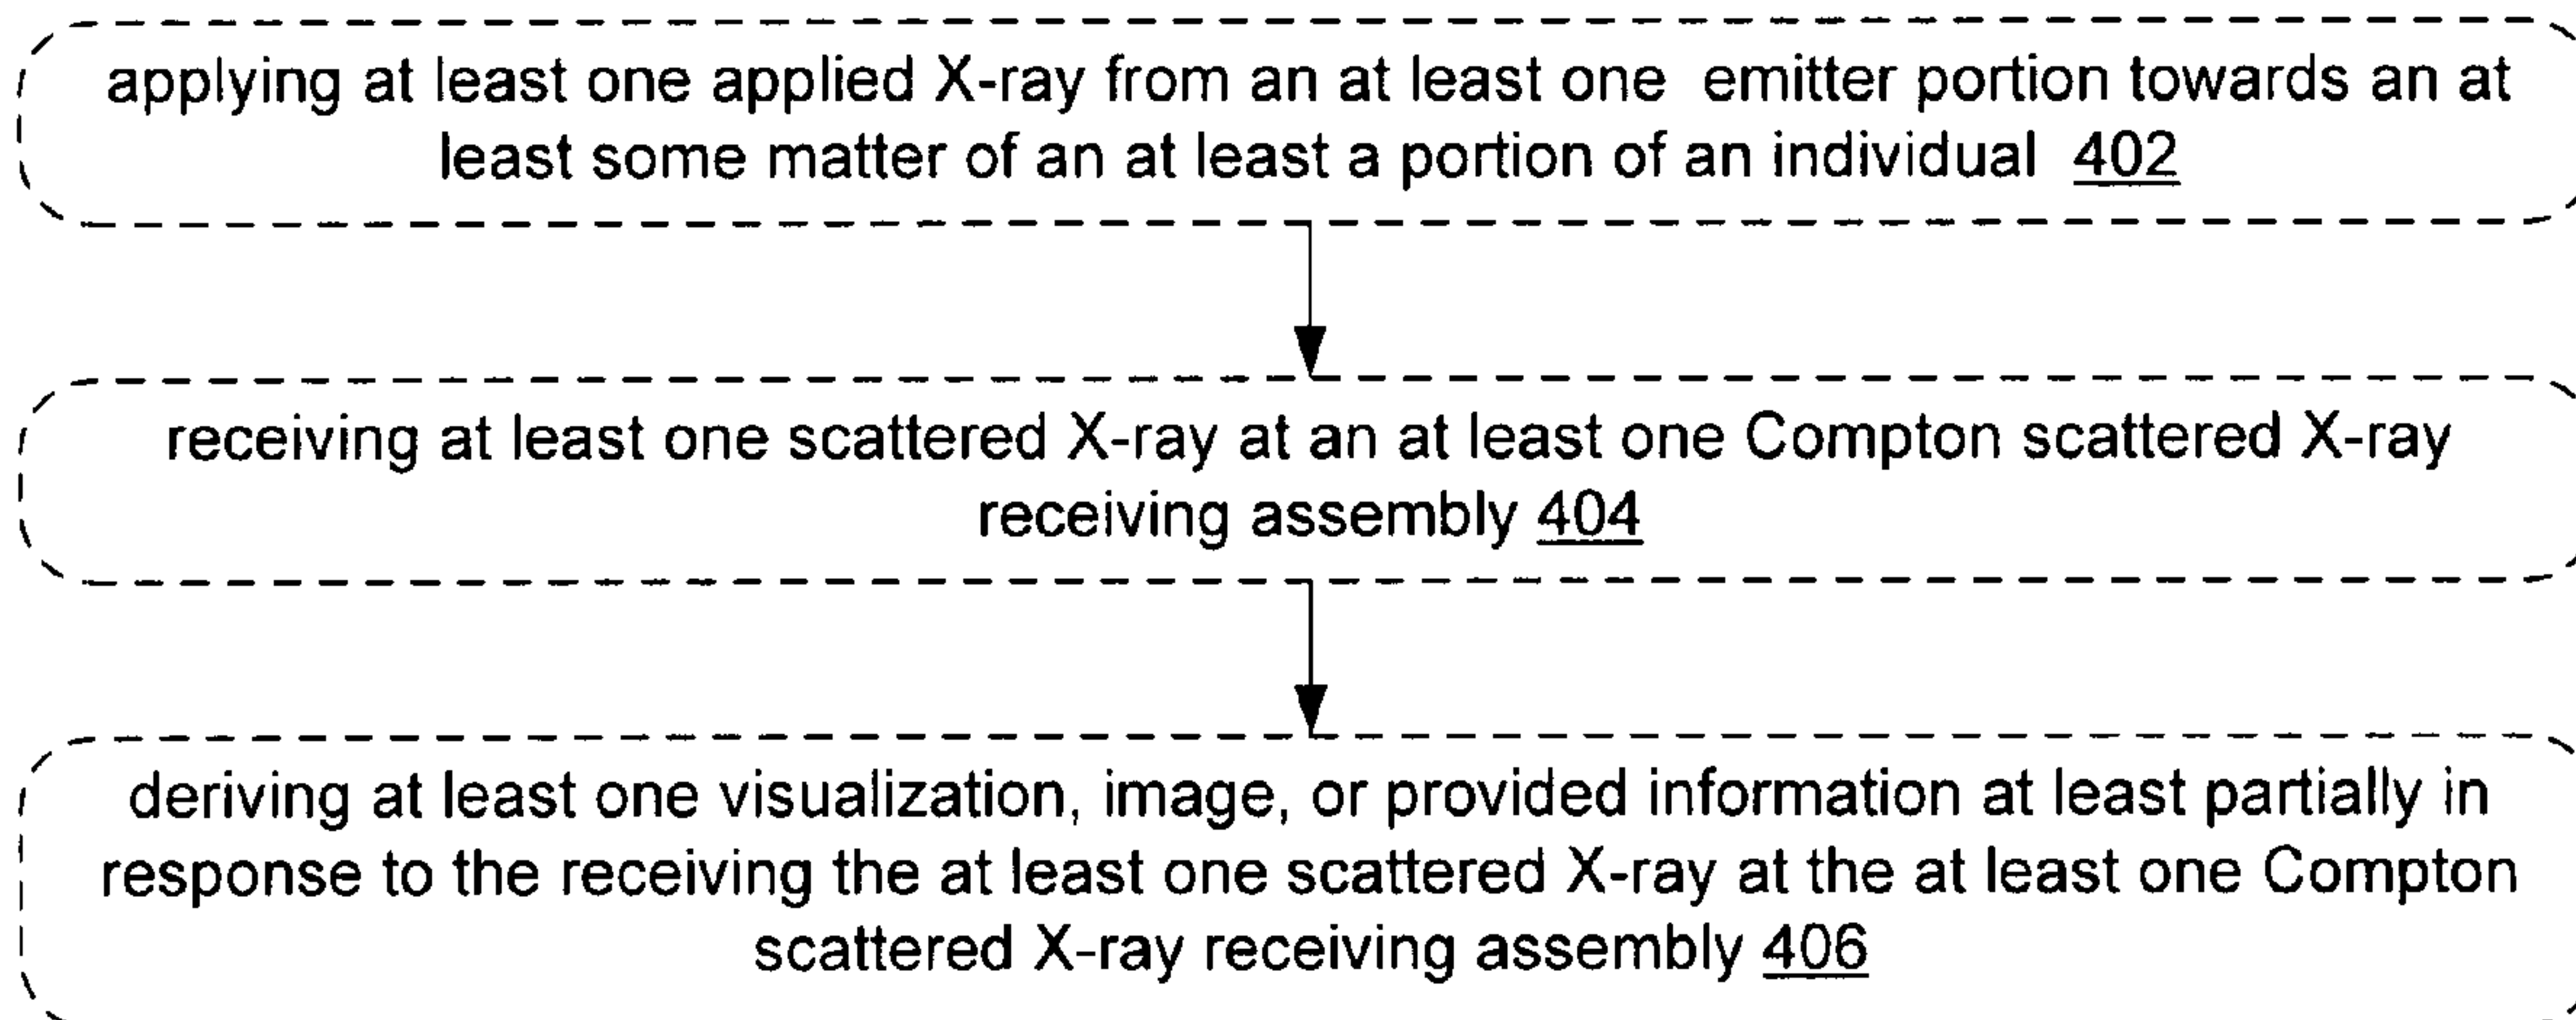 applying at least one applied X-ray from an at least one emitter portion towards an at
least some matter of an at least a portion of an individual 402
receiving at least one scattered X-ray at an at least one Compton scattered X-ray
receiving assembly 404
deriving at least one visualization, image, or provided information at least partially in
response to the receiving the at least one scattered X-ray at the at least one Compton
scattered X-ray receiving assembly 406